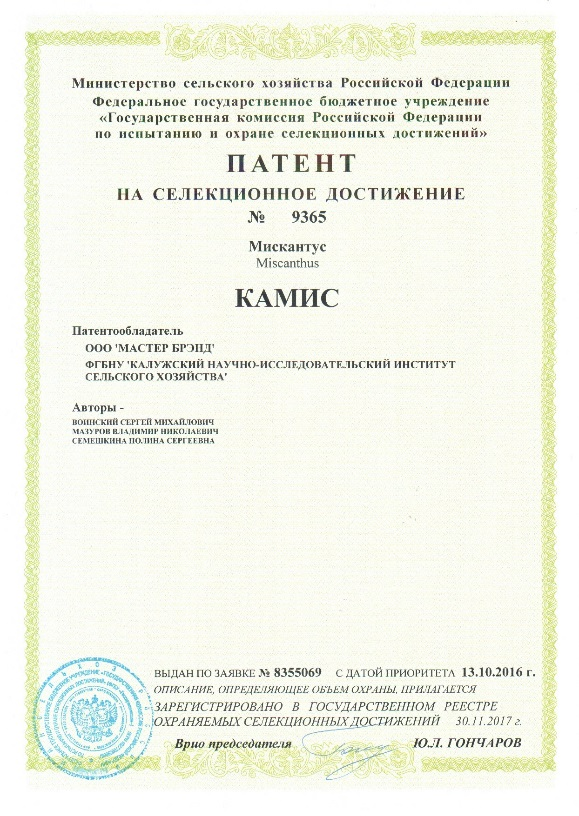 Министерство сельского хозяйства Российской Федерации
Федеральное государственное бюджетное учреждение
«Государственная комиссия Российской Федерации
по испытанию и охране селекционных достижений»
ПАТЕНТ
НА СЕЛЕКЦИОННОЕ ДОСТИЖЕНИЕ
№ 9365
Мискантус
Miscanthus
КАМИС
Патентообладатель
ООО 'МАСТЕР БРЭНД'
ФГБНУ 'КАЛУЖСКИЙ НАУЧНО-ИССЛЕДОВАТЕЛЬСКИЙ ИНСТИТУТ
СЕЛЬСКОГО ХОЗЯЙСТВА'
Авторы -
ВОИНСКИЙ СЕРГЕЙ МИХАЙЛОВИЧ
МАЗУРОВ ВЛАДИМИР НИКОЛАЕВИЧ
СЕМЕШКИНА ПОЛИНА СЕРГЕЕВНА
ВЫДАН ПО ЗАЯВКЕ № 8355069 С ДАТОЙ ПРИОРИТЕТА 13.10.2016 г.
ОПИСАНИЕ, ОПРЕДЕЛЯЮЩЕЕ ОБЪЕМ ОХРАНЫ, ПРИЛАГАЕТСЯ
ЗАРЕГИСТРИРОВАНО В ГОСУДАРСТВЕННОМ РЕЕСТРЕ
ОХРАНЯЕМЫХ СЕЛЕКЦИОННЫХ ДОСТИЖЕНИЙ 30.11.2017 г.
Врио председателя Ю.Л. ГОНЧАРОВ